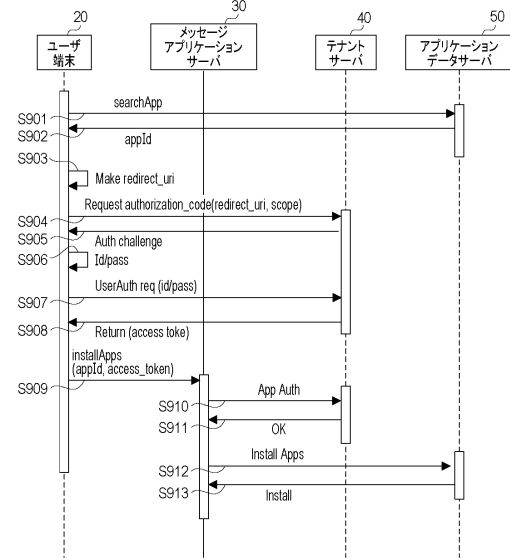 20
30
40
50
ユーザ
端末
メッセージ
アプリケーション
サーバ
テナント
サーバ
アプリケーション
データサーバ
searchApp
S901
S902
appId
S903
Make redirect_uri
Request authorization_code(redirect_uri, scope)
S904
S905
Auth challenge
S906
Id/pass
UserAuth req (id/pass)
S907
S908
Return (access toke)
installApps
(appId, access_token)
S909
App Auth
S910
S911
OK
Install Apps
S912
S913
Install